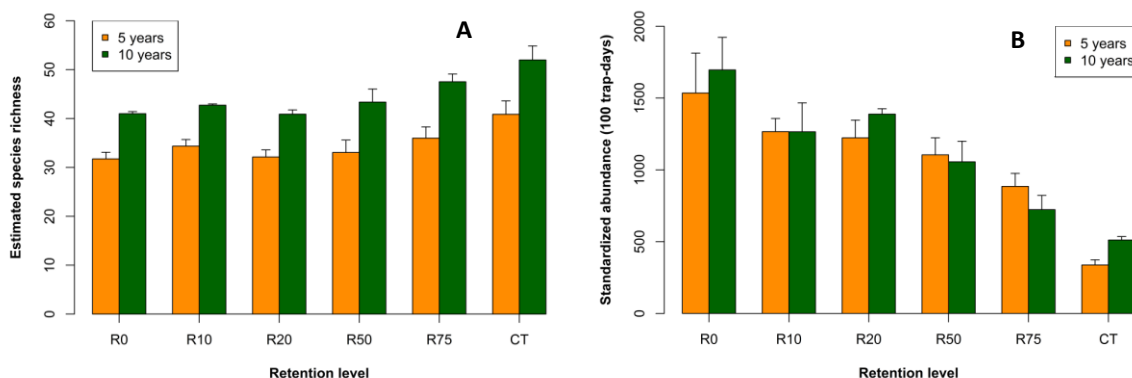 A
5 years
10 years
Estimated species richness
0
10
20
30
40
50
60
R0 R10 R20 R50 R75 CT
Retention level
B
5 years
10 years
Standardized abundance (100 trap-days)
0
500
1000
1500
2000
R0 R10 R20 R50 R75 CT
Retention level